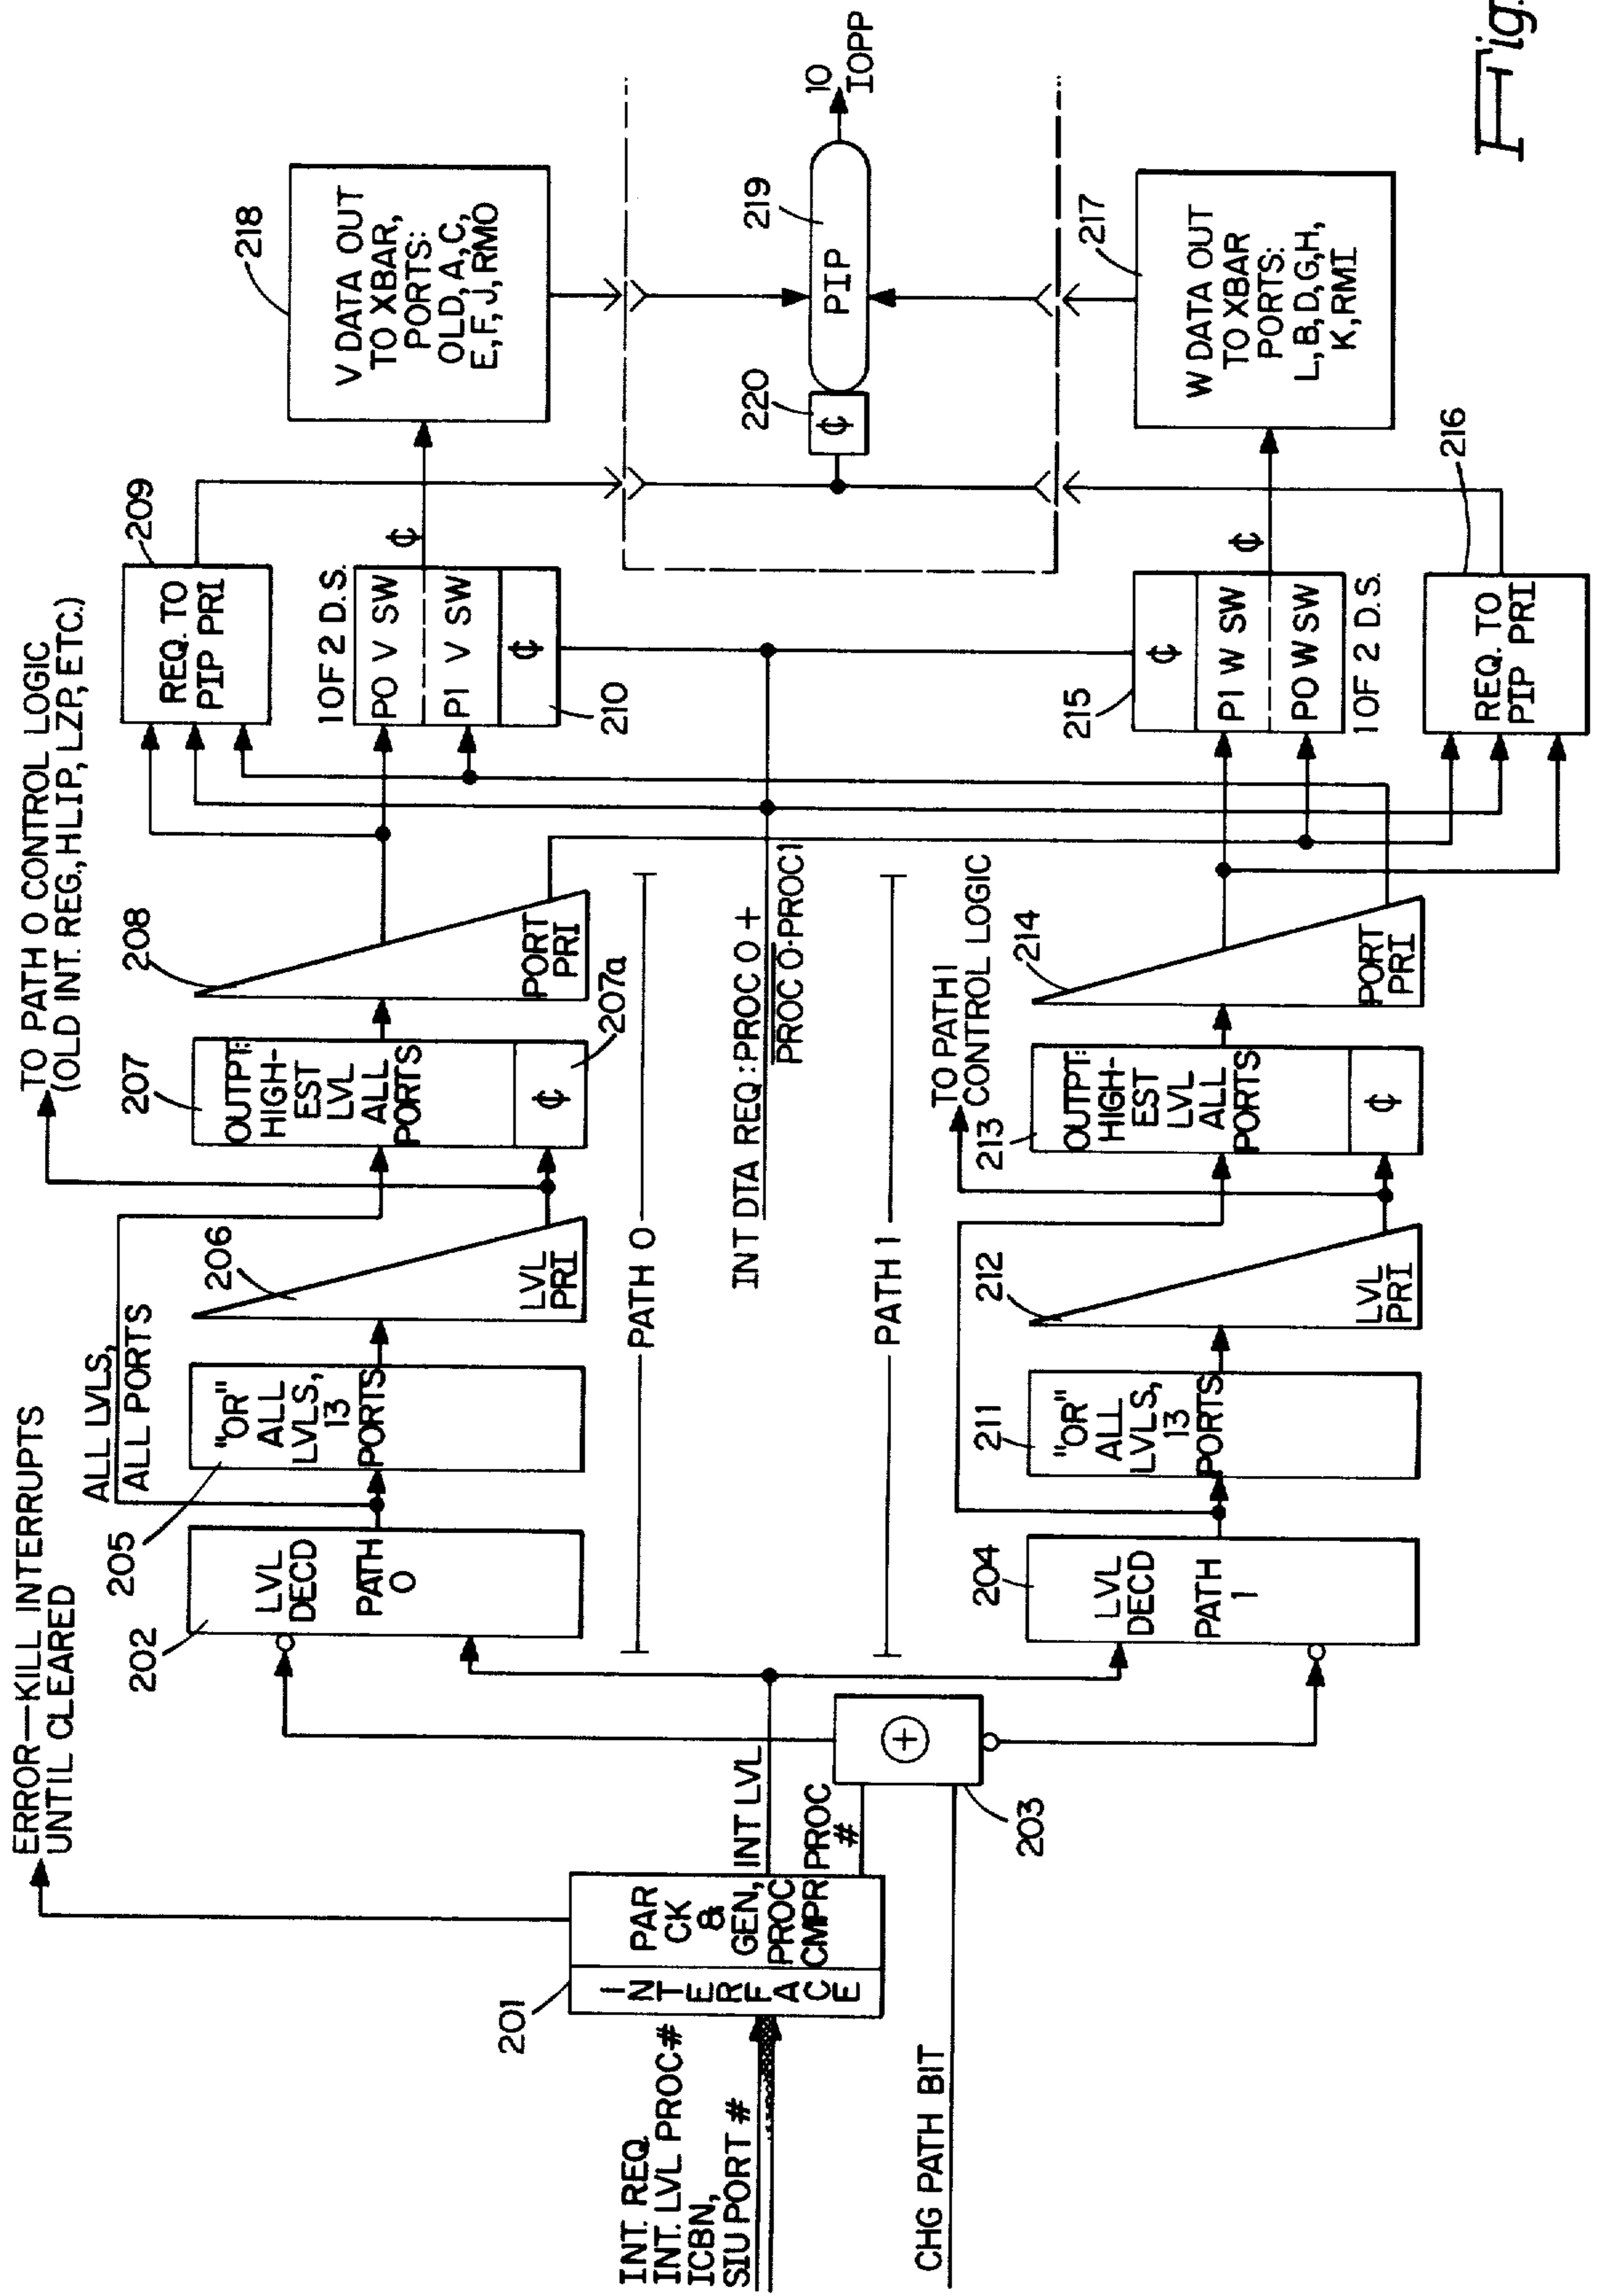 ERROR—KILL INTERRUPTS
UNTIL CLEARED
TO PATH 0 CONTROL LOGIC
(OLD INT. REG., HLIP, LZP, ETC.)
ALL LVLS,
ALL PORTS
INT. REQ.
INT. LVL PROC#
ICBN,
SIU PORT #
CHG PATH BIT
201
INTERFACE
PAR
CK
&
GEN,
PROC
CMPR
INT LVL
PROC
#
203
+
202
LVL
DECD
PATH
0
205
"OR"
ALL
LVLS,
13
PORTS
206
LVL
PRI
207
OUTPT:
HIGH-
EST
LVL
ALL
PORTS
¢
207a
208
PORT
PRI
209
REQ. TO
PIP PRI
1 OF 2 D.S.
P0 V SW
P1 V SW
¢
210
¢
218
V DATA OUT
TO XBAR,
PORTS:
OLD, A, C,
E, F, J, RMO
PATH 0
INT DTA REQ: PROC 0 +
PROC 0·PROC1
PATH 1
220
¢
219
PIP
10
IOPP
204
LVL
DECD
PATH
1
211
"OR"
ALL
LVLS,
13
PORTS
212
LVL
PRI
TO PATH 1
CONTROL LOGIC
213
OUTPT:
HIGH-
EST
LVL
ALL
PORTS
¢
214
PORT
PRI
215
¢
P1 W SW
P0 W SW
1 OF 2 D.S.
¢
216
REQ. TO
PIP PRI
217
W DATA OUT
TO XBAR
PORTS:
L, B, D, G, H,
K, RMI
Fig.